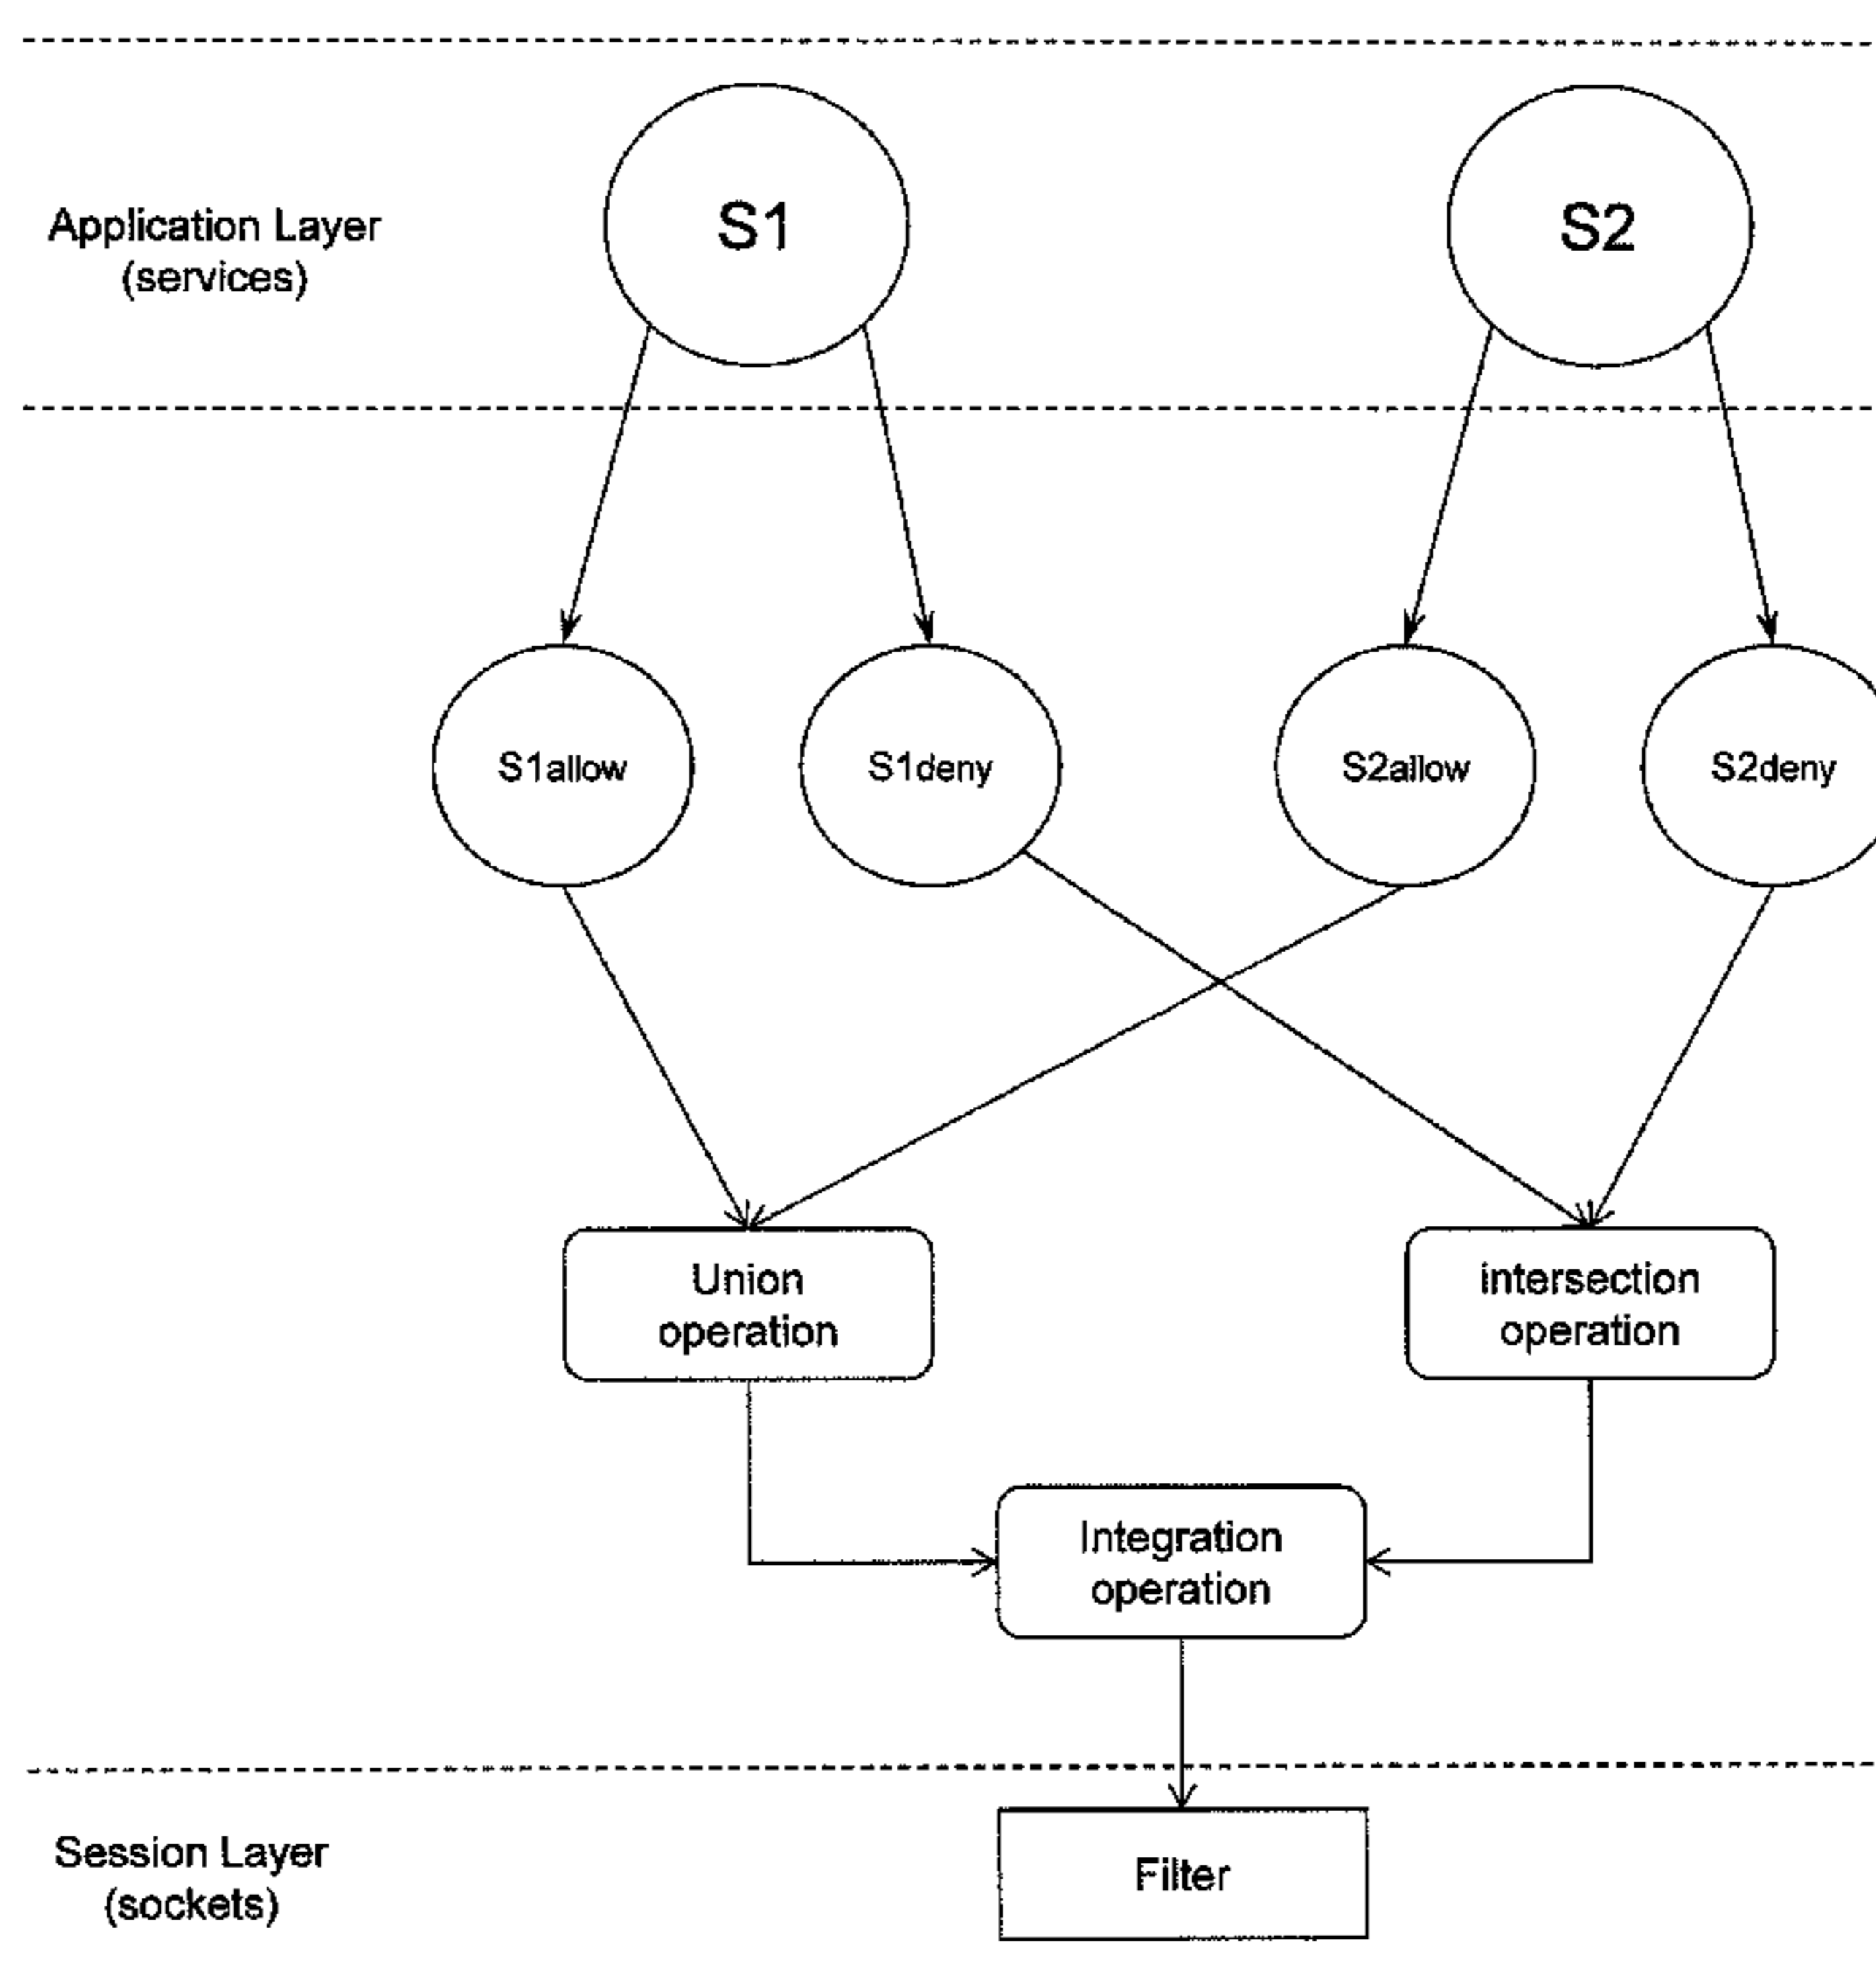 Application Layer
(services)
S1
S2
S1allow
S1deny
S2allow
S2deny
Union
operation
intersection
operation
Integration
operation
Session Layer
(sockets)
Filter